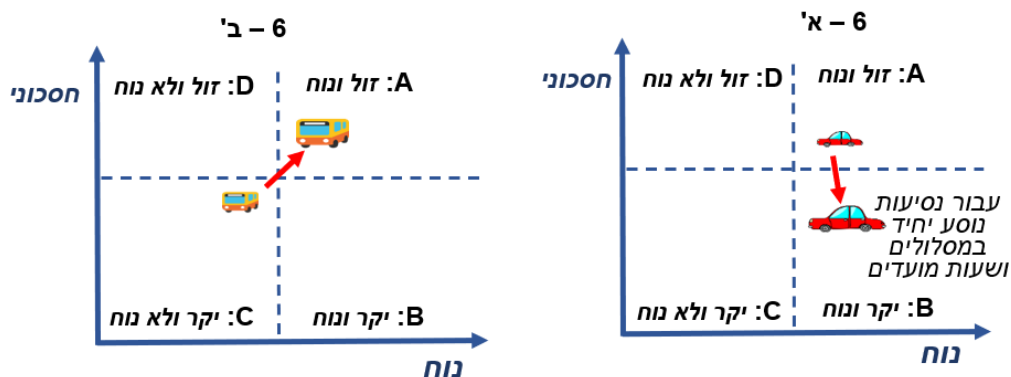 6 – א'
חסכוני
A: זול ונוח
D: זול ולא נוח
עבור נסיעות
נוסע יחיד
במסלולים
ושעות מועדים
B: יקר ונוח
C: יקר ולא נוח
נוח
6 – ב'
חסכוני
A: זול ונוח
D: זול ולא נוח
B: יקר ונוח
C: יקר ולא נוח
נוח